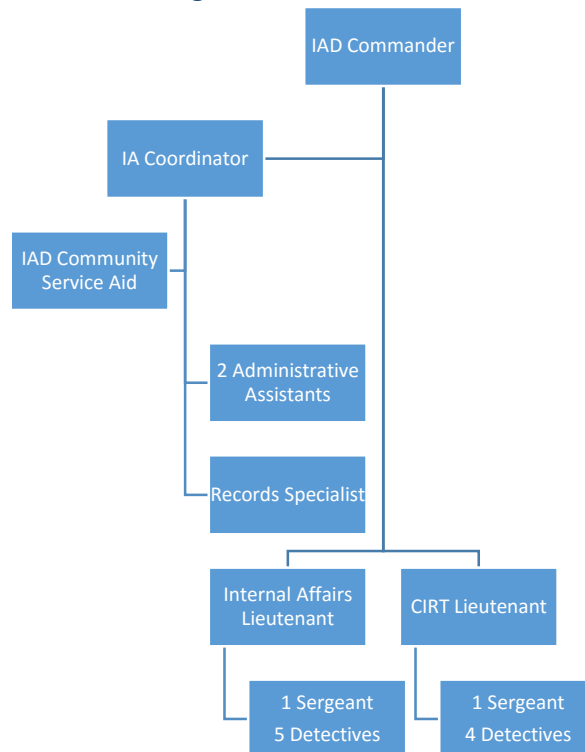 IAD Commander
IA Coordinator
IAD Community
Service Aid
2 Administrative
Assistants
Records Specialist
Internal Affairs
Lieutenant
CIRT Lieutenant
1 Sergeant
5 Detectives
1 Sergeant
4 Detectives